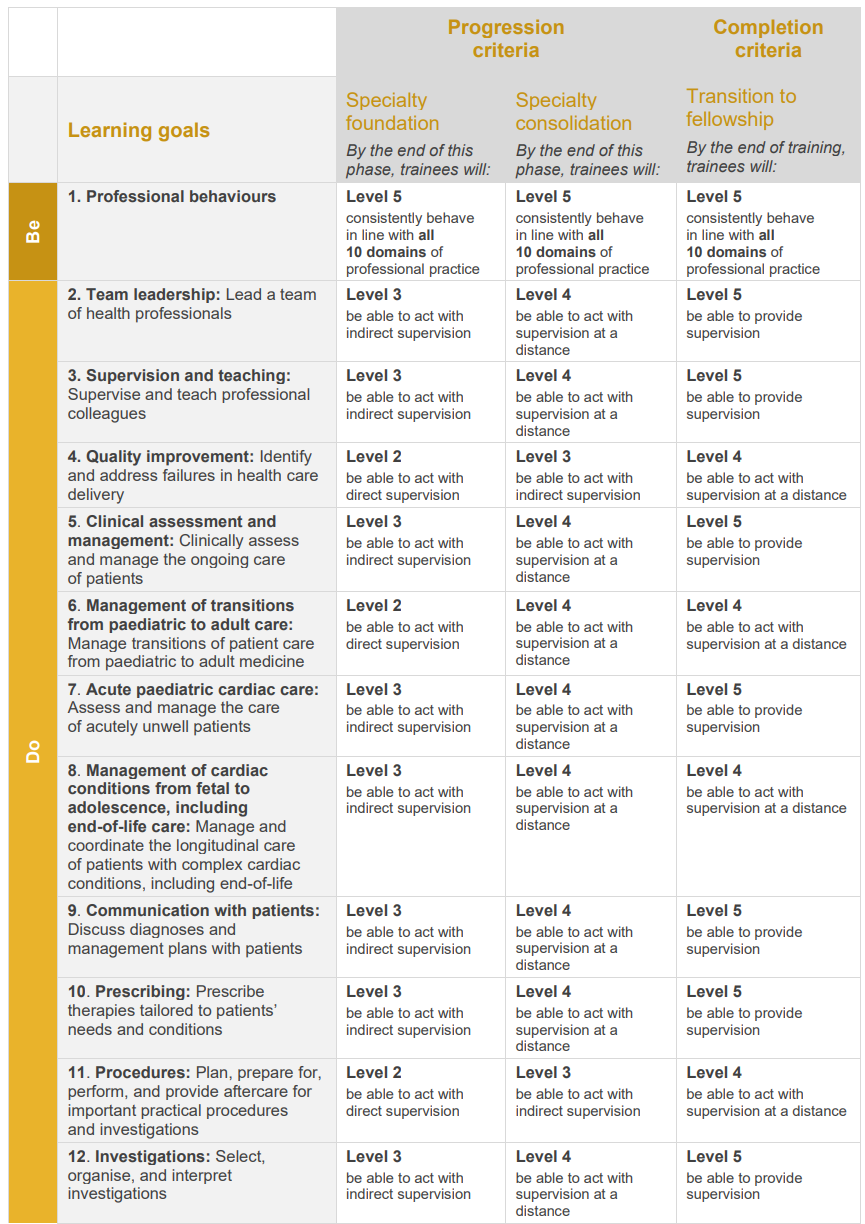 Progression
criteria
Completion
criteria
Learning goals
Specialty
foundation
By the end of this
phase, trainees will:
Specialty
consolidation
By the end of this
phase, trainees will:
Transition to
fellowship
By the end of training,
trainees will:
Be
1. Professional behaviours
Level 5
consistently behave
in line with all
10 domains of
professional practice
Level 5
consistently behave
in line with all
10 domains of
professional practice
Level 5
consistently behave
in line with all
10 domains of
professional practice
Do
2. Team leadership: Lead a team
of health professionals
Level 3
be able to act with
indirect supervision
Level 4
be able to act with
supervision at a
distance
Level 5
be able to provide
supervision
3. Supervision and teaching:
Supervise and teach professional
colleagues
Level 3
be able to act with
indirect supervision
Level 4
be able to act with
supervision at a
distance
Level 5
be able to provide
supervision
4. Quality improvement: Identify
and address failures in health care
delivery
Level 2
be able to act with
direct supervision
Level 3
be able to act with
indirect supervision
Level 4
be able to act with
supervision at a distance
5. Clinical assessment and
management: Clinically assess
and manage the ongoing care
of patients
Level 3
be able to act with
indirect supervision
Level 4
be able to act with
supervision at a
distance
Level 5
be able to provide
supervision
6. Management of transitions
from paediatric to adult care:
Manage transitions of patient care
from paediatric to adult medicine
Level 2
be able to act with
direct supervision
Level 4
be able to act with
supervision at a
distance
Level 4
be able to act with
supervision at a distance
7. Acute paediatric cardiac care:
Assess and manage the care
of acutely unwell patients
Level 3
be able to act with
indirect supervision
Level 4
be able to act with
supervision at a
distance
Level 5
be able to provide
supervision
8. Management of cardiac
conditions from fetal to
adolescence, including
end-of-life care: Manage and
coordinate the longitudinal care
of patients with complex cardiac
conditions, including end-of-life
Level 3
be able to act with
indirect supervision
Level 4
be able to act with
supervision at a
distance
Level 4
be able to act with
supervision at a distance
9. Communication with patients:
Discuss diagnoses and
management plans with patients
Level 3
be able to act with
indirect supervision
Level 4
be able to act with
supervision at a
distance
Level 5
be able to provide
supervision
10. Prescribing: Prescribe
therapies tailored to patients’
needs and conditions
Level 3
be able to act with
indirect supervision
Level 4
be able to act with
supervision at a
distance
Level 5
be able to provide
supervision
11. Procedures: Plan, prepare for,
perform, and provide aftercare for
important practical procedures
and investigations
Level 2
be able to act with
direct supervision
Level 3
be able to act with
indirect supervision
Level 4
be able to act with
supervision at a distance
12. Investigations: Select,
organise, and interpret
investigations
Level 3
be able to act with
indirect supervision
Level 4
be able to act with
supervision at a
distance
Level 5
be able to provide
supervision